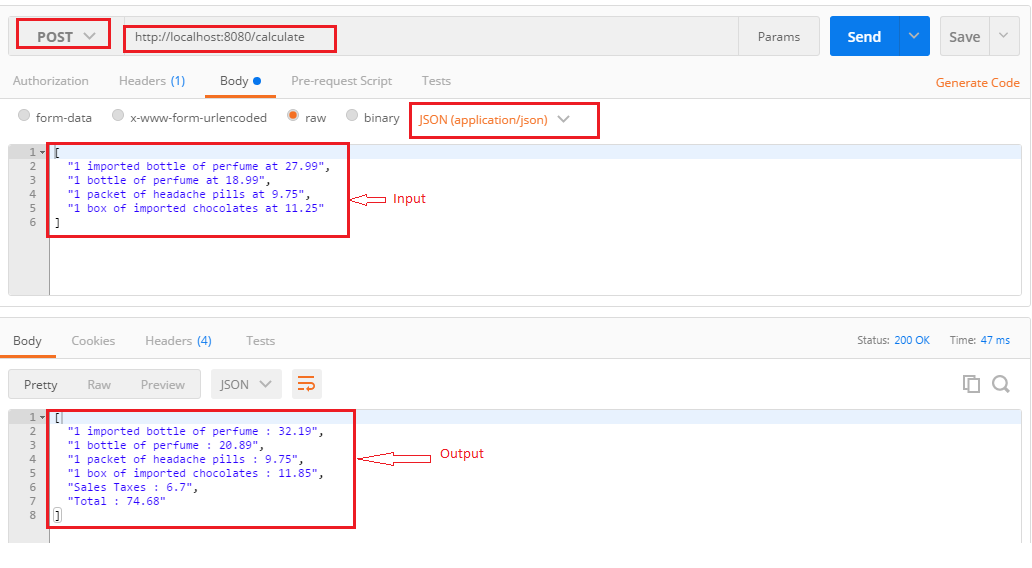 POST http://localhost:8080/calculate Params Send Save
Authorization Headers (1) Body Pre-request Script Tests Generate Code
form-data x-www-form-urlencoded raw binary JSON (application/json)
1 [
2 "1 imported bottle of perfume at 27.99",
3 "1 bottle of perfume at 18.99",
4 "1 packet of headache pills at 9.75",
5 "1 box of imported chocolates at 11.25"
6 ]
Input
Body Cookies Headers (4) Tests Status: 200 OK Time: 47 ms
Pretty Raw Preview JSON
1 [
2 "1 imported bottle of perfume : 32.19",
3 "1 bottle of perfume : 20.89",
4 "1 packet of headache pills : 9.75",
5 "1 box of imported chocolates : 11.85",
6 "Sales Taxes : 6.7",
7 "Total : 74.68"
8 ]
Output